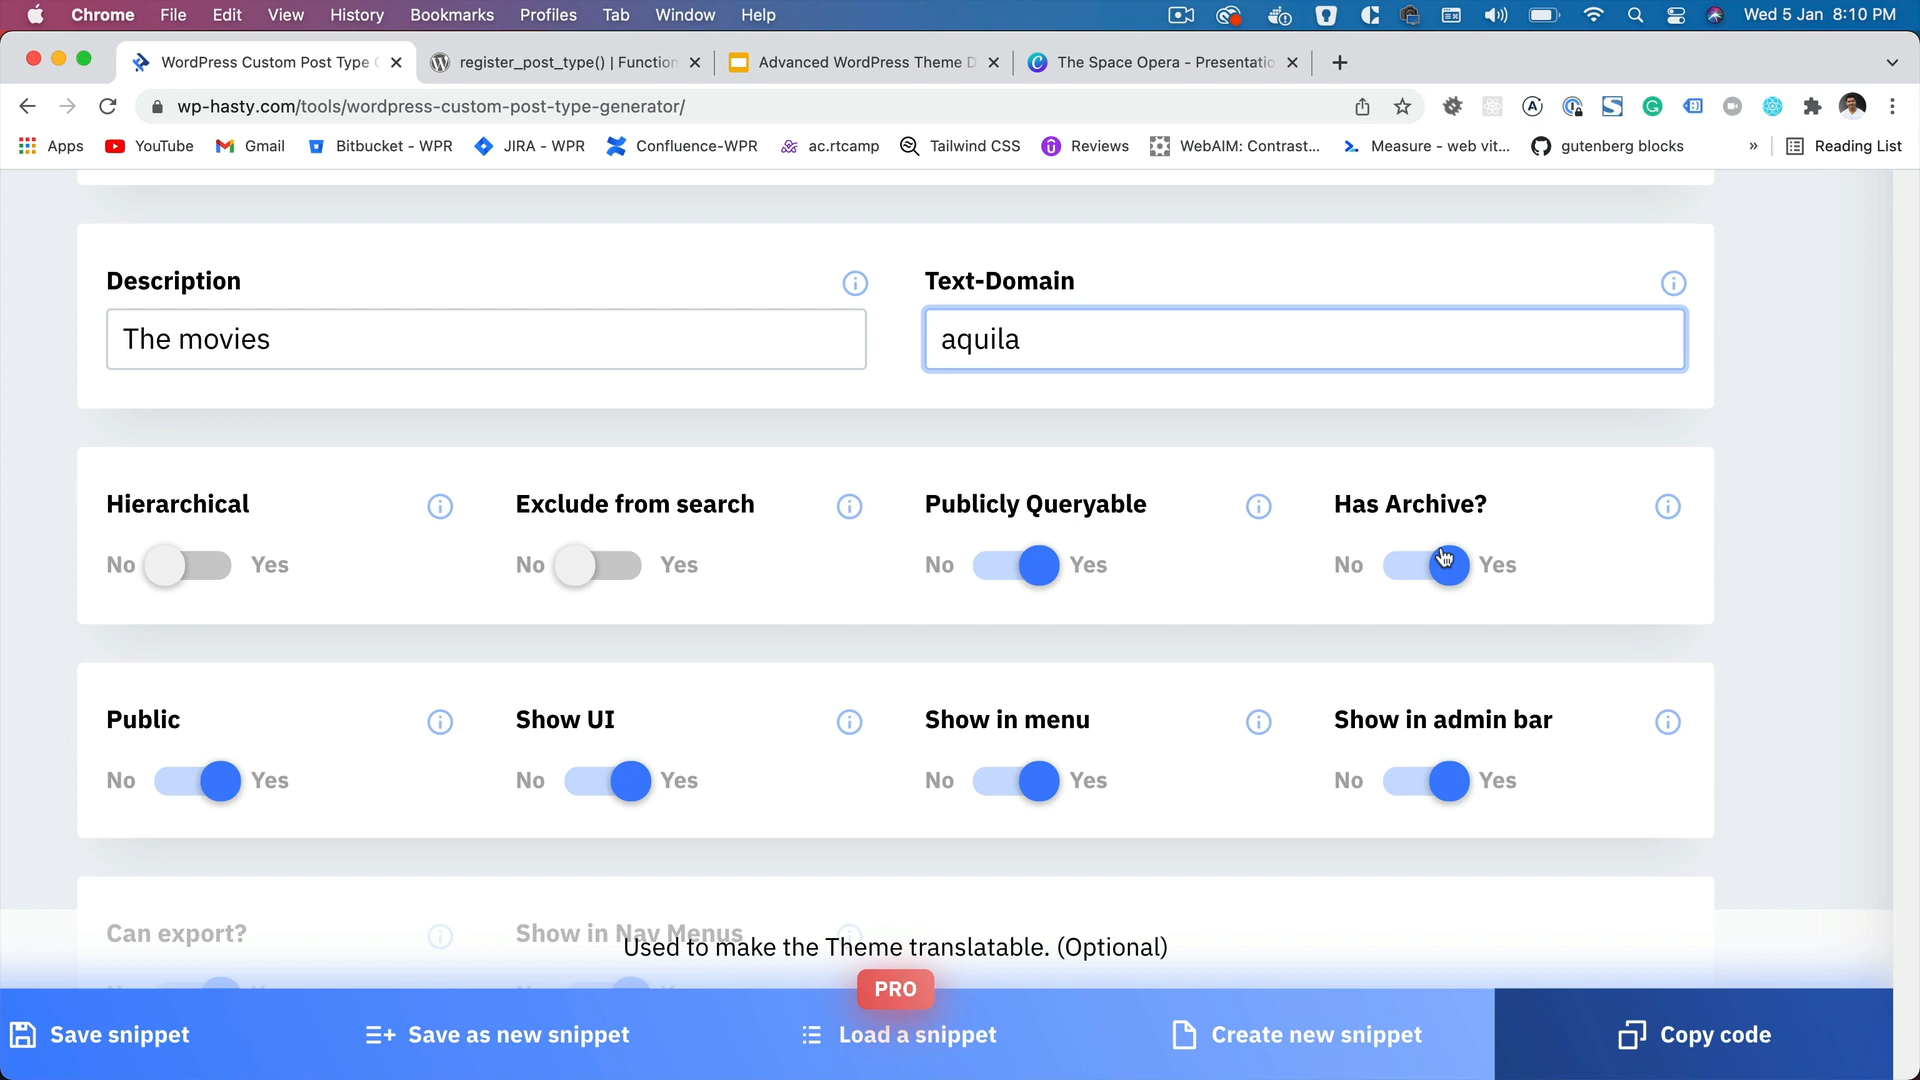 Chrome File Edit View History Bookmarks Profiles Tab Window Help Wed 5 Jan 8:10 PM
WordPress Custom Post Type register_post_type() | Function Advanced WordPress Theme D The Space Opera - Presentatio
wp-hasty.com/tools/wordpress-custom-post-type-generator/
Apps YouTube Gmail Bitbucket - WPR JIRA - WPR Confluence-WPR ac.rtcamp Tailwind CSS Reviews WebAIM: Contrast... Measure - web vit... gutenberg blocks » Reading List
Description Text-Domain
The movies aquila
Hierarchical Exclude from search Publicly Queryable Has Archive?
No Yes No Yes No Yes No Yes
Public Show UI Show in menu Show in admin bar
No Yes No Yes No Yes No Yes
Can export? Show in Nav Menus
Used to make the Theme translatable. (Optional)
PRO
Save snippet Save as new snippet Load a snippet Create new snippet Copy code